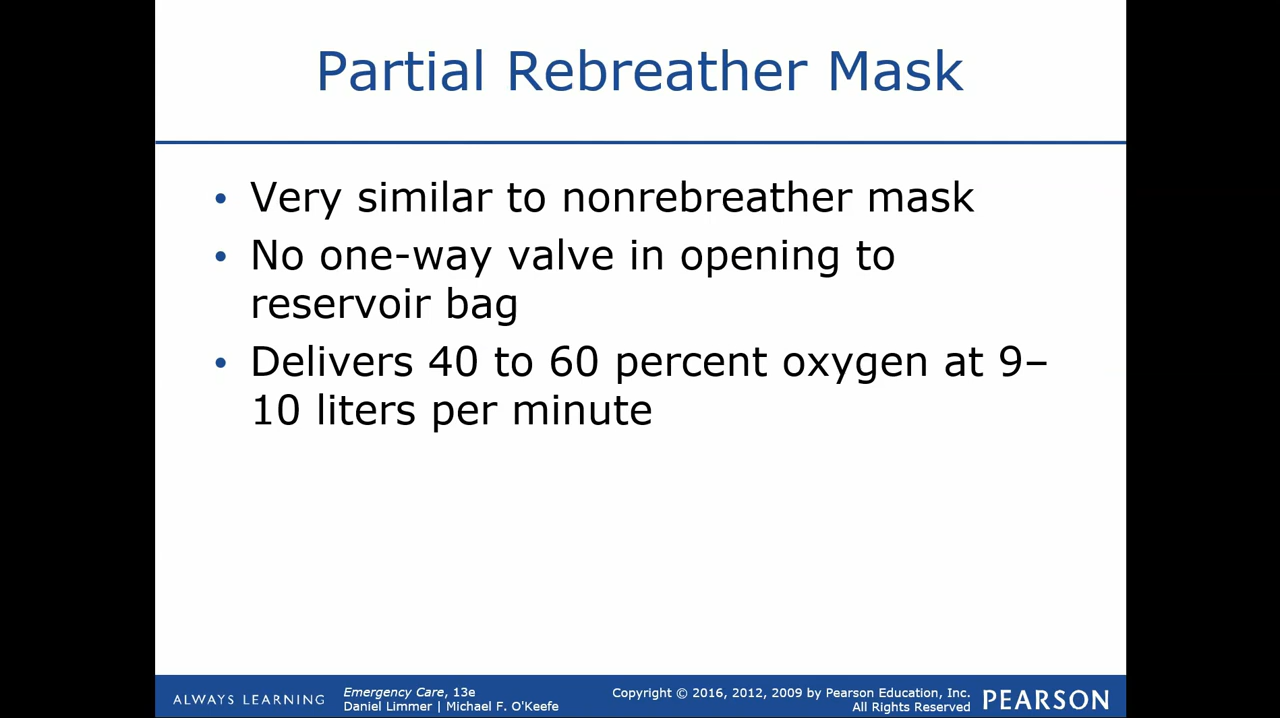 Partial Rebreather Mask
• Very similar to nonrebreather mask
• No one-way valve in opening to
reservoir bag
• Delivers 40 to 60 percent oxygen at 9–
10 liters per minute
ALWAYS LEARNING
Emergency Care, 13e
Daniel Limmer | Michael F. O'Keefe
Copyright © 2016, 2012, 2009 by Pearson Education, Inc.
All Rights Reserved
PEARSON